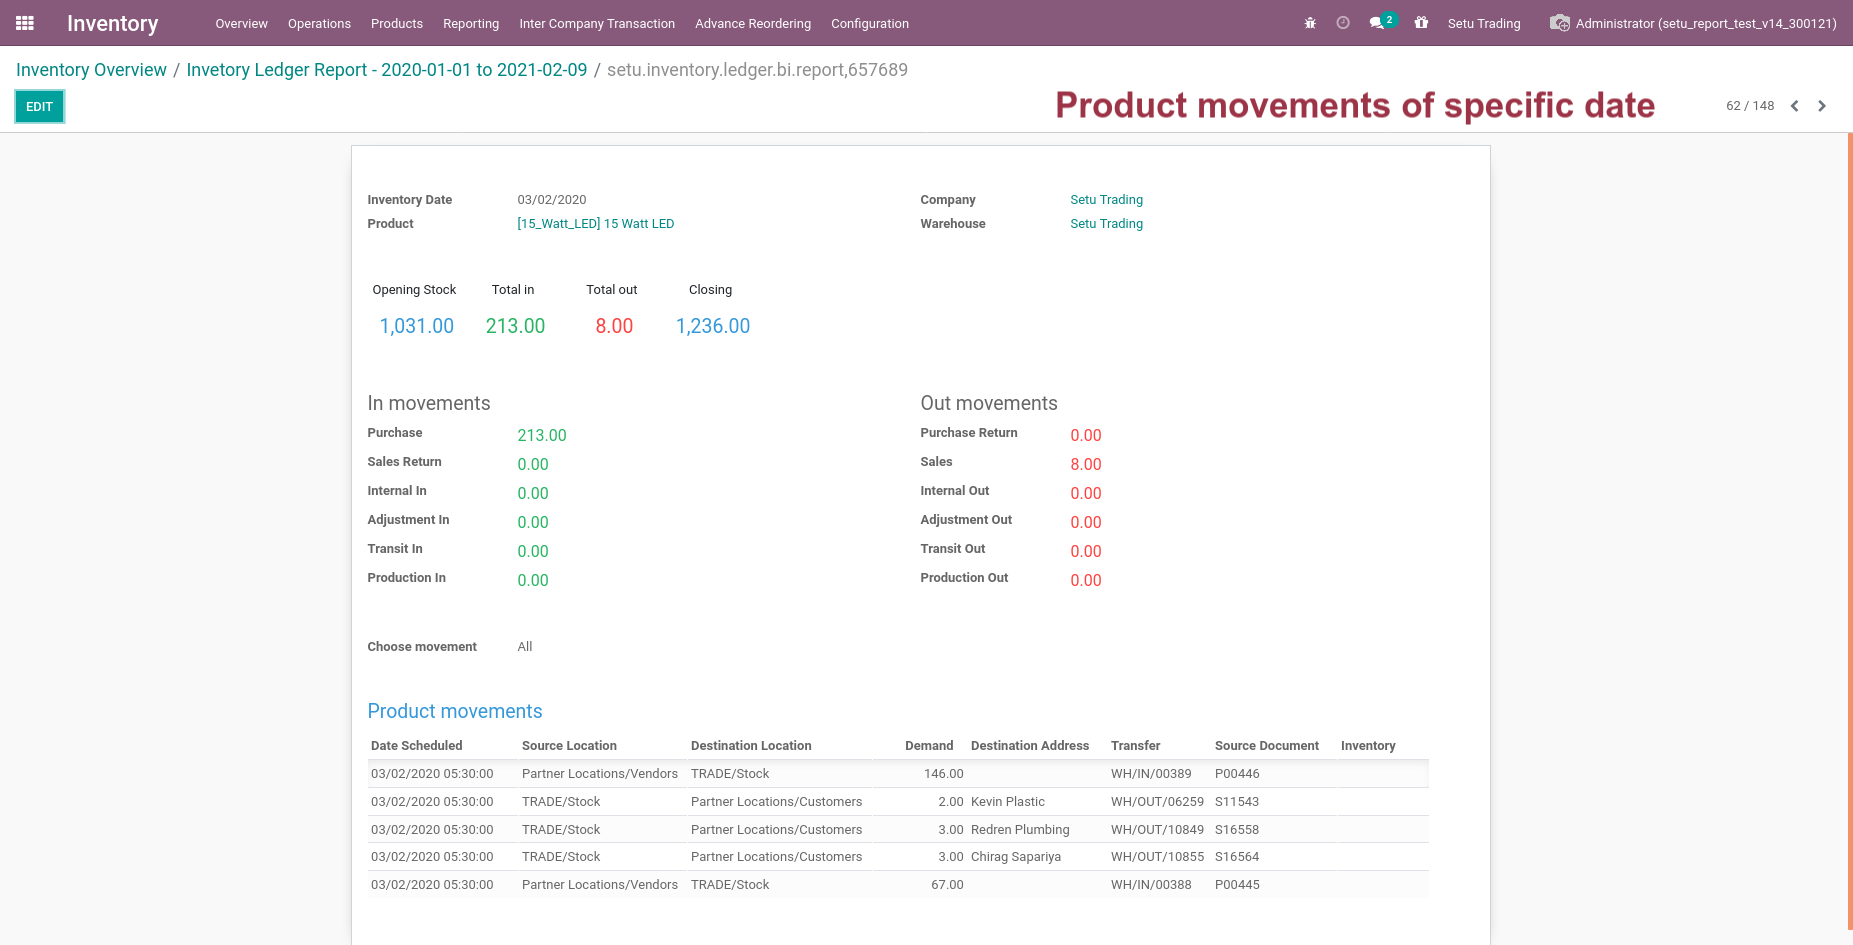 Inventory Overview Operations Products Reporting Inter Company Transaction Advance Reordering Configuration 2 Setu Trading Administrator (setu_report_test_v14_300121)
Inventory Overview / Invetory Ledger Report - 2020-01-01 to 2021-02-09 / setu.inventory.ledger.bi.report,657689
EDIT Product movements of specific date 62 / 148
Inventory Date 03/02/2020 Company Setu Trading
Product [15_Watt_LED] 15 Watt LED Warehouse Setu Trading
Opening Stock Total in Total out Closing
1,031.00 213.00 8.00 1,236.00
In movements Out movements
Purchase 213.00 Purchase Return 0.00
Sales Return 0.00 Sales 8.00
Internal In 0.00 Internal Out 0.00
Adjustment In 0.00 Adjustment Out 0.00
Transit In 0.00 Transit Out 0.00
Production In 0.00 Production Out 0.00
Choose movement All
Product movements
Date Scheduled Source Location Destination Location Demand Destination Address Transfer Source Document Inventory
03/02/2020 05:30:00 Partner Locations/Vendors TRADE/Stock 146.00 WH/IN/00389 P00446
03/02/2020 05:30:00 TRADE/Stock Partner Locations/Customers 2.00 Kevin Plastic WH/OUT/06259 S11543
03/02/2020 05:30:00 TRADE/Stock Partner Locations/Customers 3.00 Redren Plumbing WH/OUT/10849 S16558
03/02/2020 05:30:00 TRADE/Stock Partner Locations/Customers 3.00 Chirag Sapariya WH/OUT/10855 S16564
03/02/2020 05:30:00 Partner Locations/Vendors TRADE/Stock 67.00 WH/IN/00388 P00445